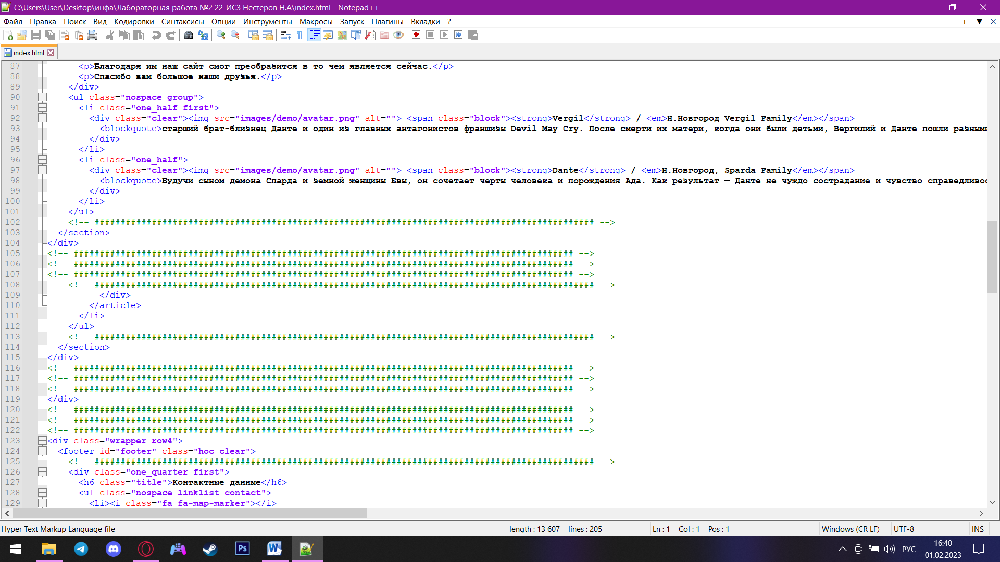 C:\Users\User\Desktop\инфа\Лабораторная работа №2 22-ИСЗ Нестеров Н.А\index.html - Notepad++
Файл Правка Поиск Вид Кодировки Синтаксисы Опции Инструменты Макросы Запуск Плагины Вкладки ?
index.html
87 <p>Благодаря им наш сайт смог преобразится в то чем является сейчас.</p>
88 <p>Спасибо вам большое наши друзья.</p>
89 </div>
90 <ul class="nospace group">
91 <li class="one_half first">
92 <div class="clear"><img src="images/demo/avatar.png" alt=""> <span class="block"><strong>Vergil</strong> / <em>Н.Новгород Vergil Family</em></span>
93 <blockquote>старший брат-близнец Данте и один из главных антагонистов франшизы Devil May Cry. После смерти их матери, когда они были детьми, Вергилий и Данте пошли разными
94 </div>
95 </li>
96 <li class="one_half">
97 <div class="clear"><img src="images/demo/avatar.png" alt=""> <span class="block"><strong>Dante</strong> / <em>Н.Новгород, Sparda Family</em></span>
98 <blockquote>Будучи сыном демона Спарда и земной женщины Евы, он сочетает черты человека и порождения Ада. Как результат — Данте не чуждо сострадание и чувство справедливос
99 </div>
100 </li>
101 </ul>
102 <!-- ################################################################################################ -->
103 </section>
104 </div>
105 <!-- ################################################################################################ -->
106 <!-- ################################################################################################ -->
107 <!-- ################################################################################################ -->
108 <!-- ################################################################################################ -->
109 </div>
110 </article>
111 </li>
112 </ul>
113 <!-- ################################################################################################ -->
114 </section>
115 </div>
116 <!-- ################################################################################################ -->
117 <!-- ################################################################################################ -->
118 <!-- ################################################################################################ -->
119 </div>
120 <!-- ################################################################################################ -->
121 <!-- ################################################################################################ -->
122 <!-- ################################################################################################ -->
123 <div class="wrapper row4">
124 <footer id="footer" class="hoc clear">
125 <!-- ################################################################################################ -->
126 <div class="one_quarter first">
127 <h6 class="title">Контактные данные</h6>
128 <ul class="nospace linklist contact">
129 <li><i class="fa fa-map-marker"></i>
Hyper Text Markup Language file length : 13 607 lines : 205 Ln : 1 Col : 1 Pos : 1 Windows (CR LF) UTF-8 INS
Ps W РУС 16:40
01.02.2023